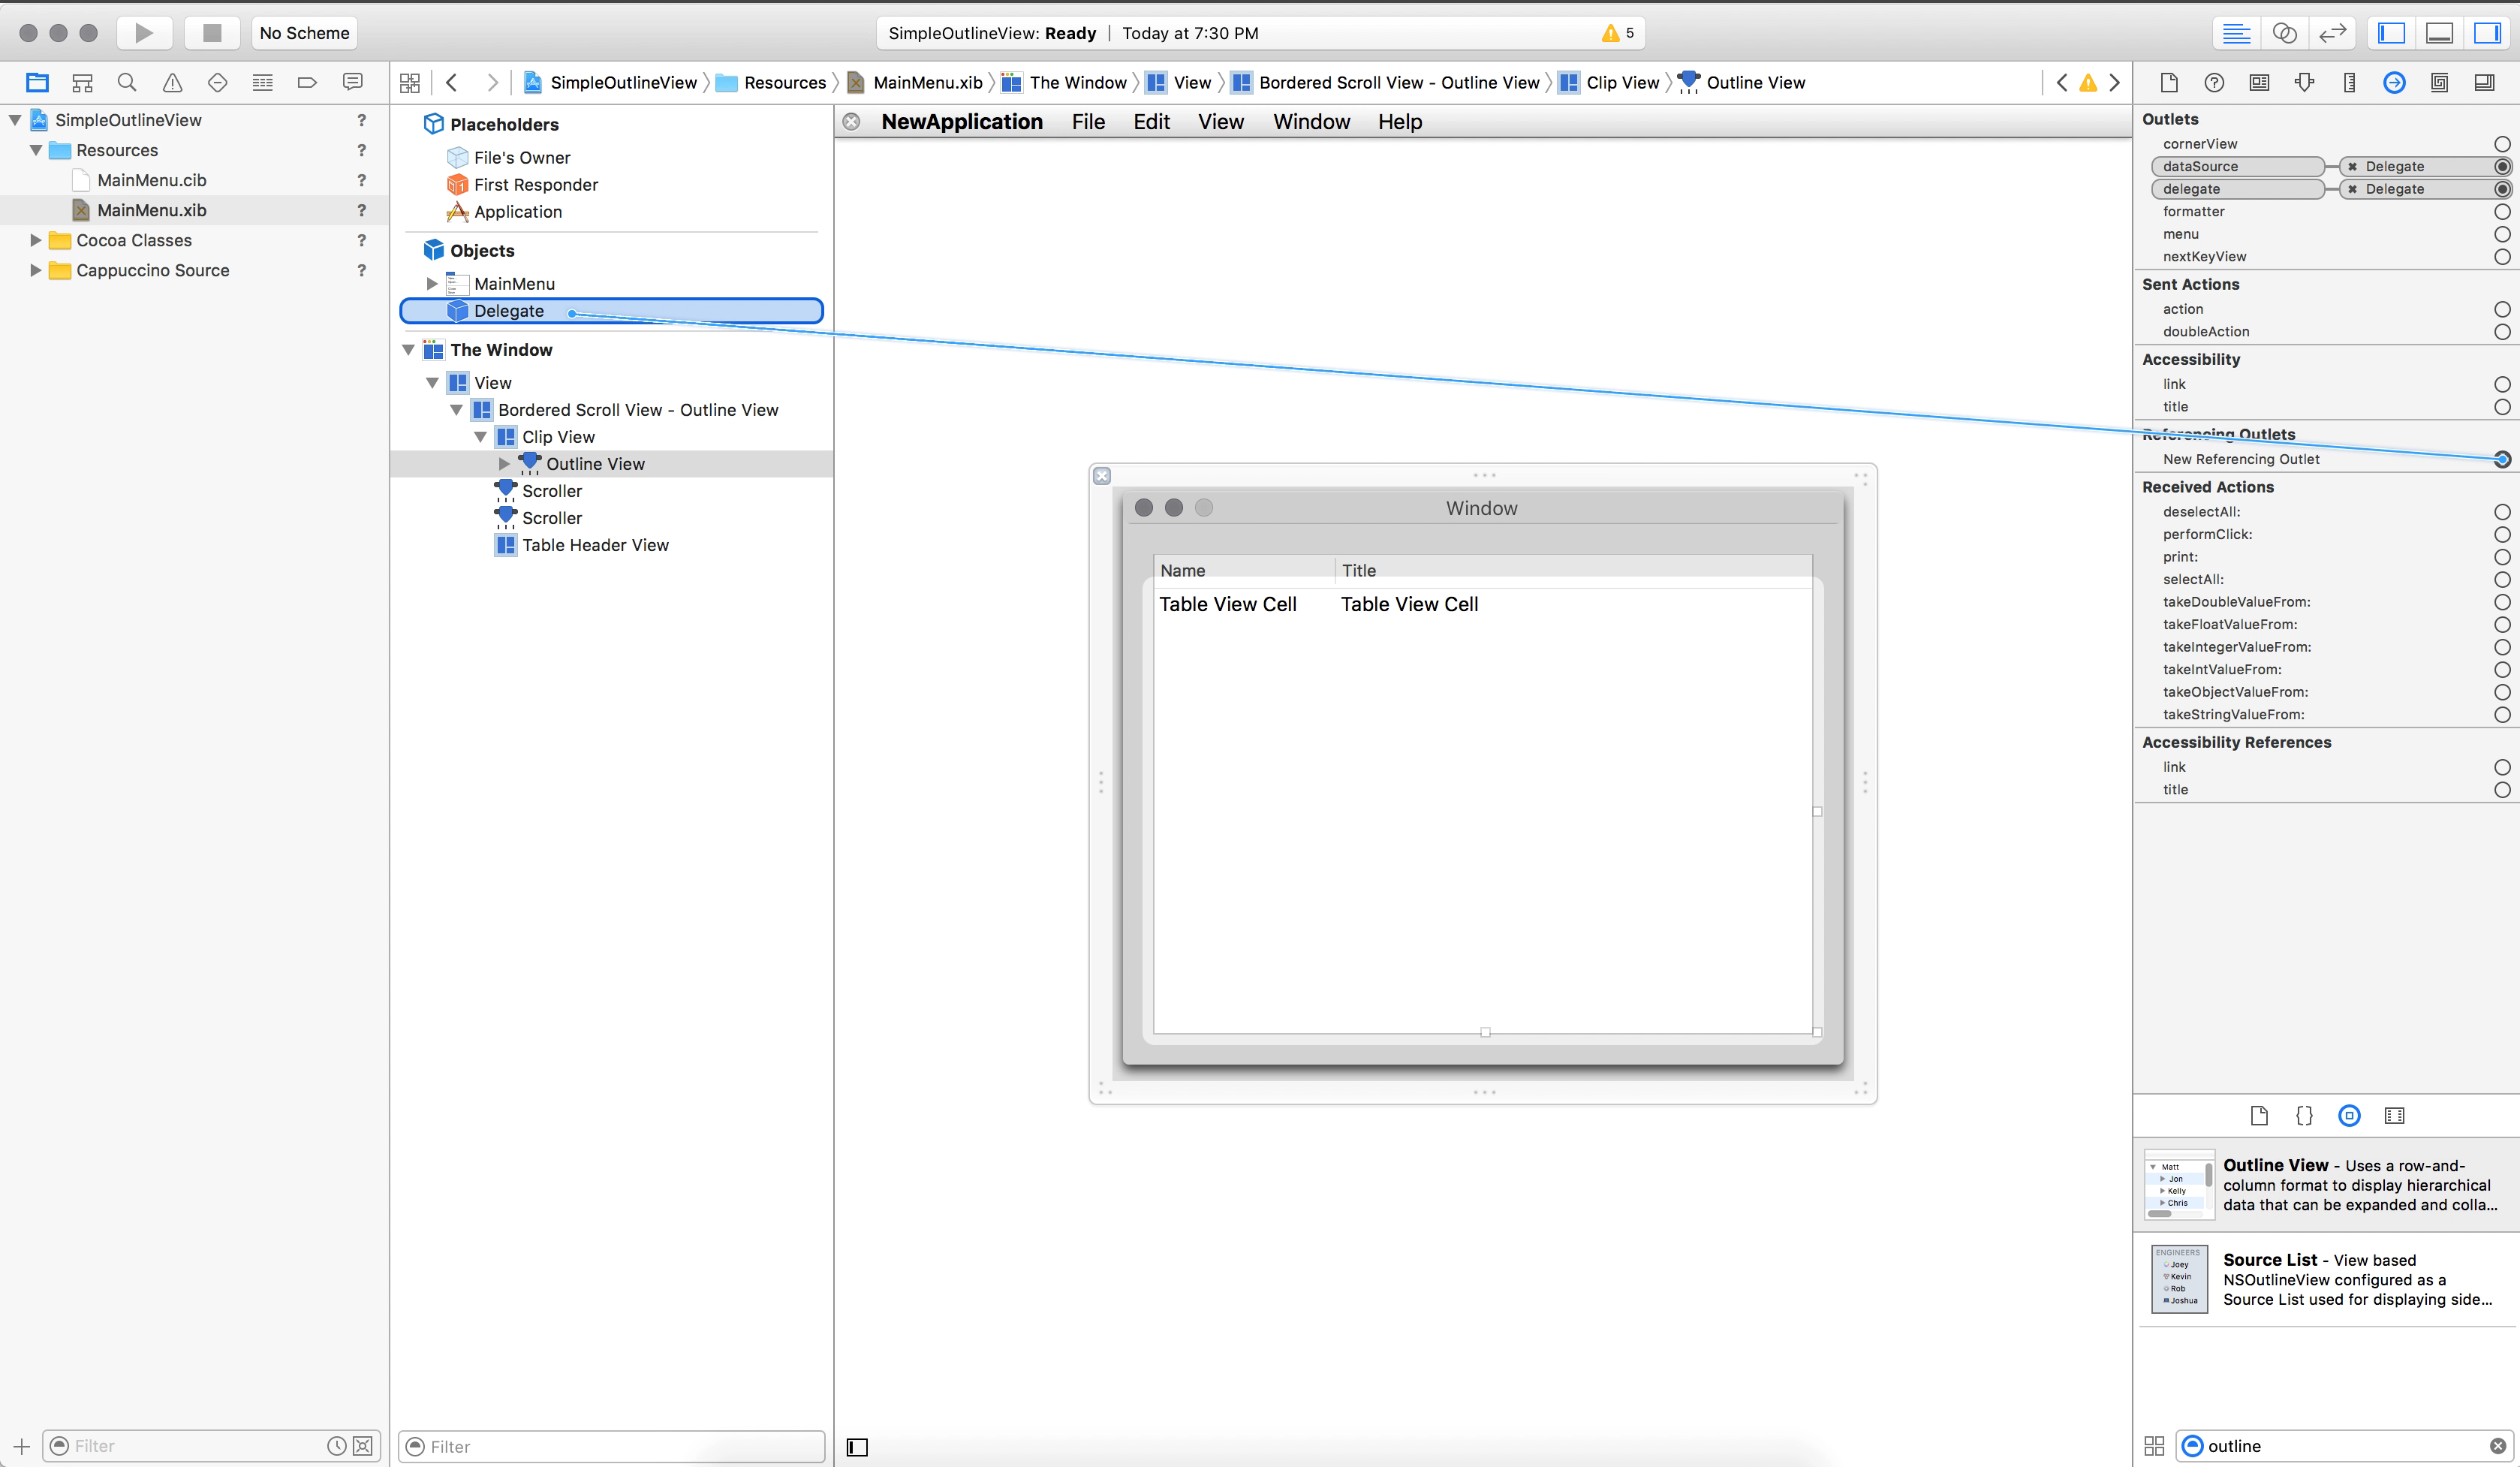 No Scheme
SimpleOutlineView: Ready | Today at 7:30 PM
5
SimpleOutlineView
Resources
MainMenu.xib
The Window
View
Bordered Scroll View - Outline View
Clip View
Outline View
SimpleOutlineView ?
Resources ?
MainMenu.cib ?
MainMenu.xib ?
Cocoa Classes ?
Cappuccino Source ?
Filter
Placeholders
File's Owner
First Responder
Application
Objects
MainMenu
Delegate
The Window
View
Bordered Scroll View - Outline View
Clip View
Outline View
Scroller
Scroller
Table Header View
Filter
NewApplication File Edit View Window Help
Window
Name Title
Table View Cell Table View Cell
Outlets
cornerView
dataSource Delegate
delegate Delegate
formatter
menu
nextKeyView
Sent Actions
action
doubleAction
Accessibility
link
title
Referencing Outlets
New Referencing Outlet
Received Actions
deselectAll:
performClick:
print:
selectAll:
takeDoubleValueFrom:
takeFloatValueFrom:
takeIntegerValueFrom:
takeIntValueFrom:
takeObjectValueFrom:
takeStringValueFrom:
Accessibility References
link
title
Matt
Jon
Kelly
Chris
Outline View - Uses a row-and-
column format to display hierarchical
data that can be expanded and colla...
ENGINEERS
Joey
Kevin
Rob
Joshua
Source List - View based
NSOutlineView configured as a
Source List used for displaying side...
outline